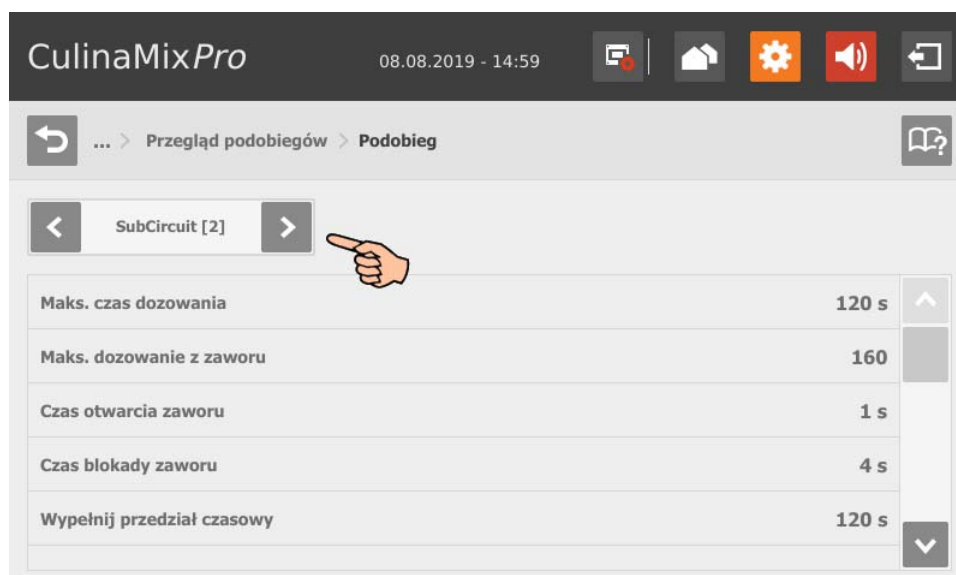 CulinaMixPro 08.08.2019 - 14:59
... > Przegląd podobiegów > Podobieg
SubCircuit [2]
Maks. czas dozowania 120 s
Maks. dozowanie z zaworu 160
Czas otwarcia zaworu 1 s
Czas blokady zaworu 4 s
Wypełnij przedział czasowy 120 s